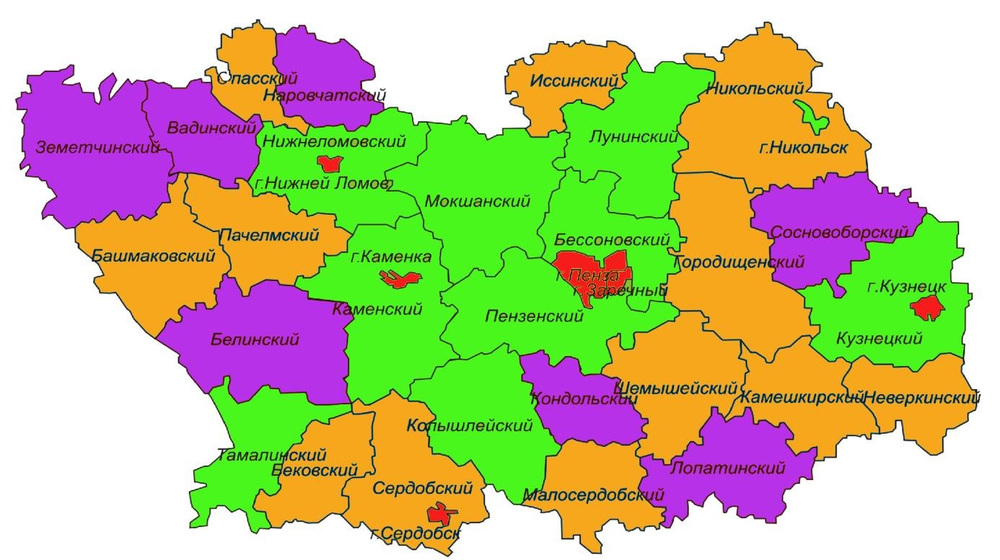 Спасский
Наровчатский
Иссинский
Никольский
Вадинский
Земетчинский
Нижнеломовский
Лунинский
г.Никольск
г.Нижней Ломов
Мокшанский
Бессоновский
Сосновоборский
Пачелмский
Башмаковский
г.Каменка
Городищенский
г.Пенза
г.Заречный
г.Кузнецк
Каменский
Пензенский
Белинский
Кузнецкий
Кондольский
Шемышейский
Камешкирский
Неверкинский
Колышлейский
Тамалинский
Бековский
Лопатинский
Сердобский
Малосердобский
г.Сердобск